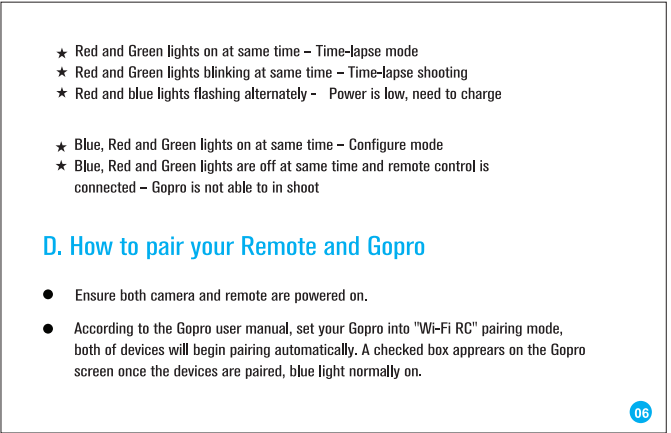 ★ Red and Green lights on at same time – Time-lapse mode
★ Red and Green lights blinking at same time – Time-lapse shooting
★ Red and blue lights flashing alternately - Power is low, need to charge
★ Blue, Red and Green lights on at same time – Configure mode
★ Blue, Red and Green lights are off at same time and remote control is
connected – Gopro is not able to in shoot
D. How to pair your Remote and Gopro
● Ensure both camera and remote are powered on.
● According to the Gopro user manual, set your Gopro into "Wi-Fi RC" pairing mode,
both of devices will begin pairing automatically. A checked box apprears on the Gopro
screen once the devices are paired, blue light normally on.
06